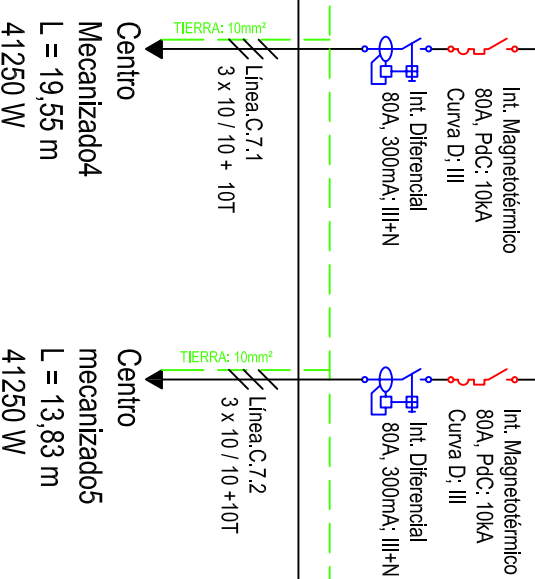 Int. Magnetotérmico
80A, PdC: 10kA
Curva D; III
Int. Diferencial
80A, 300mA; III+N
TIERRA: 10mm²
Línea.C.7.1
3 x 10 / 10 + 10T
Centro
Mecanizado4
L = 19,55 m
41250 W
Int. Magnetotérmico
80A, PdC: 10kA
Curva D; III
Int. Diferencial
80A, 300mA; III+N
TIERRA: 10mm²
Línea.C.7.2
3 x 10 / 10 +10T
Centro
mecanizado5
L = 13,83 m
41250 W